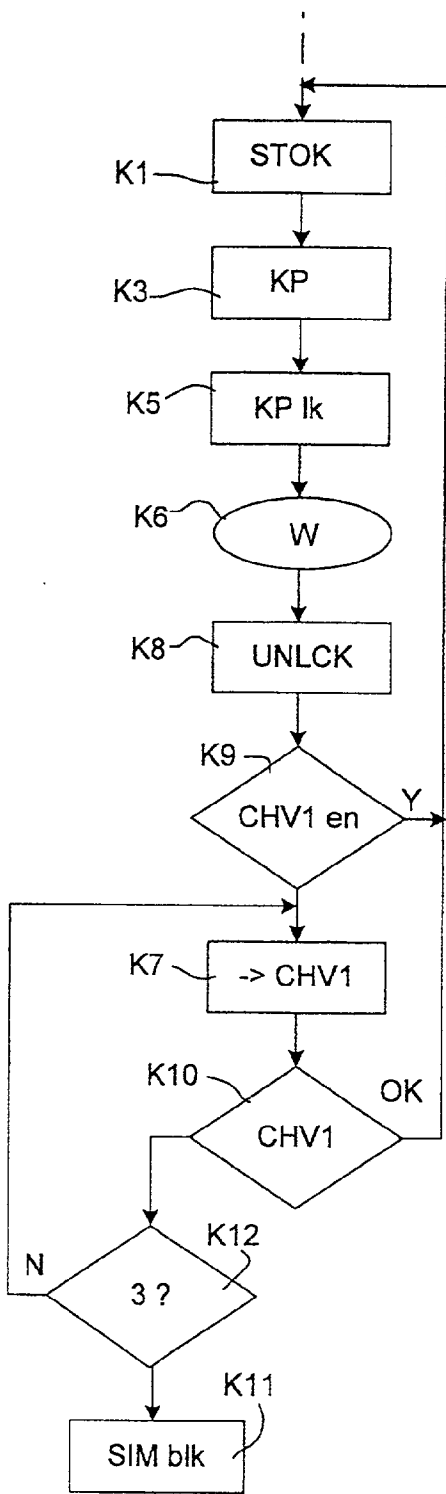 STOK
K1
KP
K3
KP lk
K5
W
K6
UNLCK
K8
K9
CHV1 en
Y
-> CHV1
K7
K10
OK
CHV1
K12
N
3 ?
K11
SIM blk